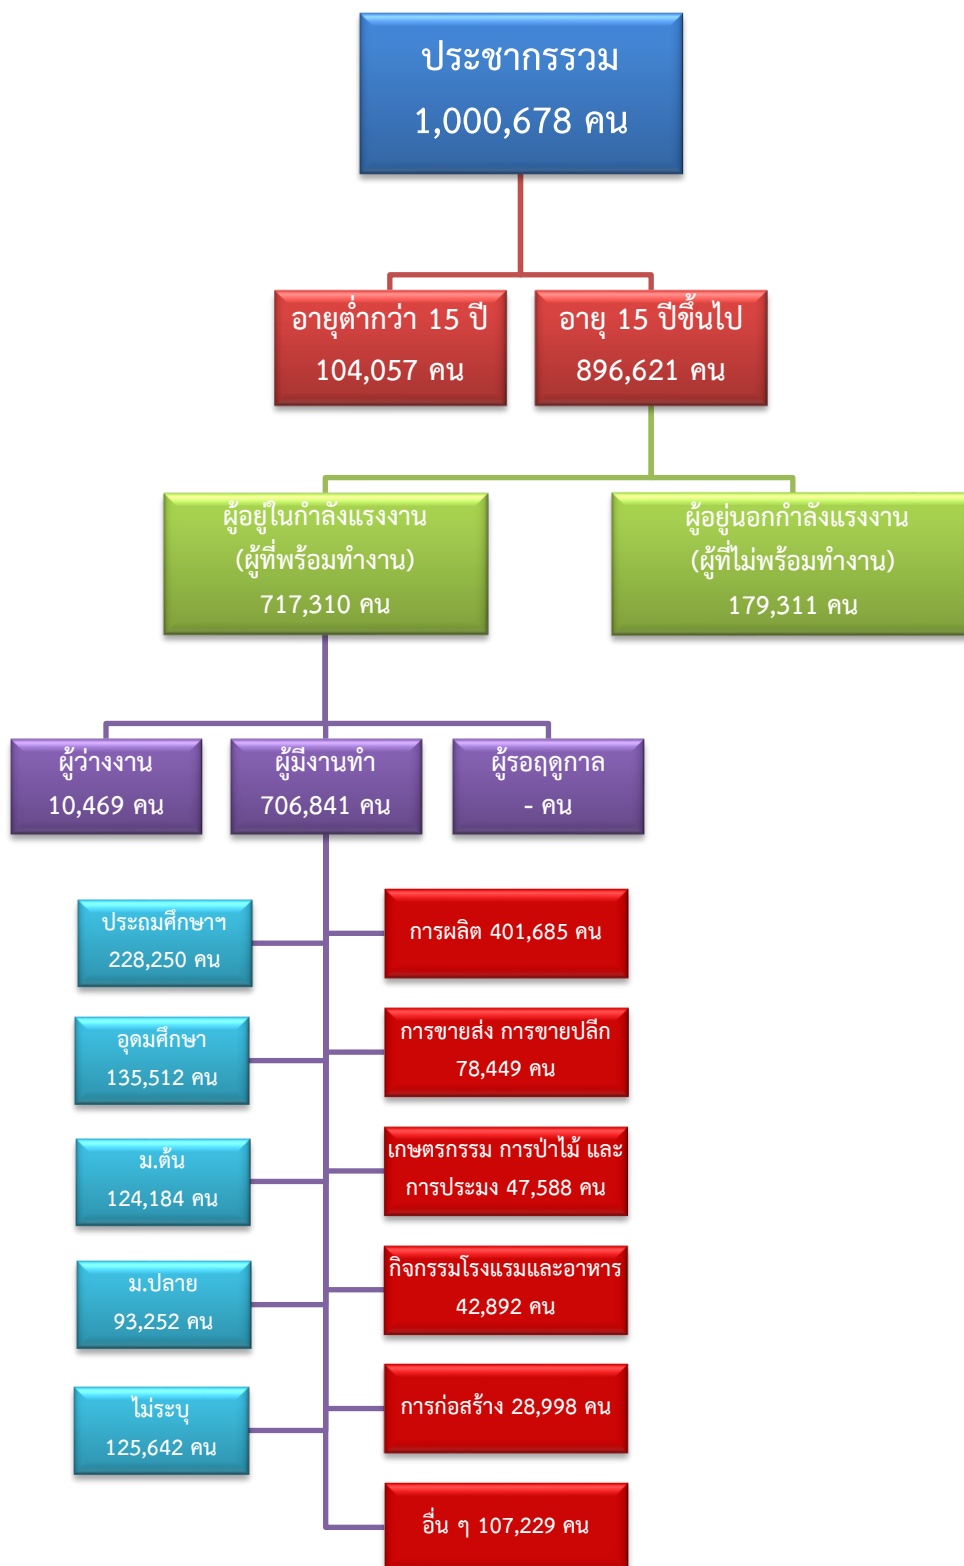 ประชากรรวม
1,000,678 คน
อายุต่ำกว่า 15 ปี
104,057 คน
อายุ 15 ปีขึ้นไป
896,621 คน
ผู้อยู่ในกำลังแรงงาน
(ผู้ที่พร้อมทำงาน)
717,310 คน
ผู้อยู่นอกกำลังแรงงาน
(ผู้ที่ไม่พร้อมทำงาน)
179,311 คน
ผู้ว่างงาน
10,469 คน
ผู้มีงานทำ
706,841 คน
ผู้รอฤดูกาล
- คน
ประถมศึกษาฯ
228,250 คน
อุดมศึกษา
135,512 คน
ม.ต้น
124,184 คน
ม.ปลาย
93,252 คน
ไม่ระบุ
125,642 คน
การผลิต 401,685 คน
การขายส่ง การขายปลีก
78,449 คน
เกษตรกรรม การป่าไม้ และ
การประมง 47,588 คน
กิจกรรมโรงแรมและอาหาร
42,892 คน
การก่อสร้าง 28,998 คน
อื่น ๆ 107,229 คน